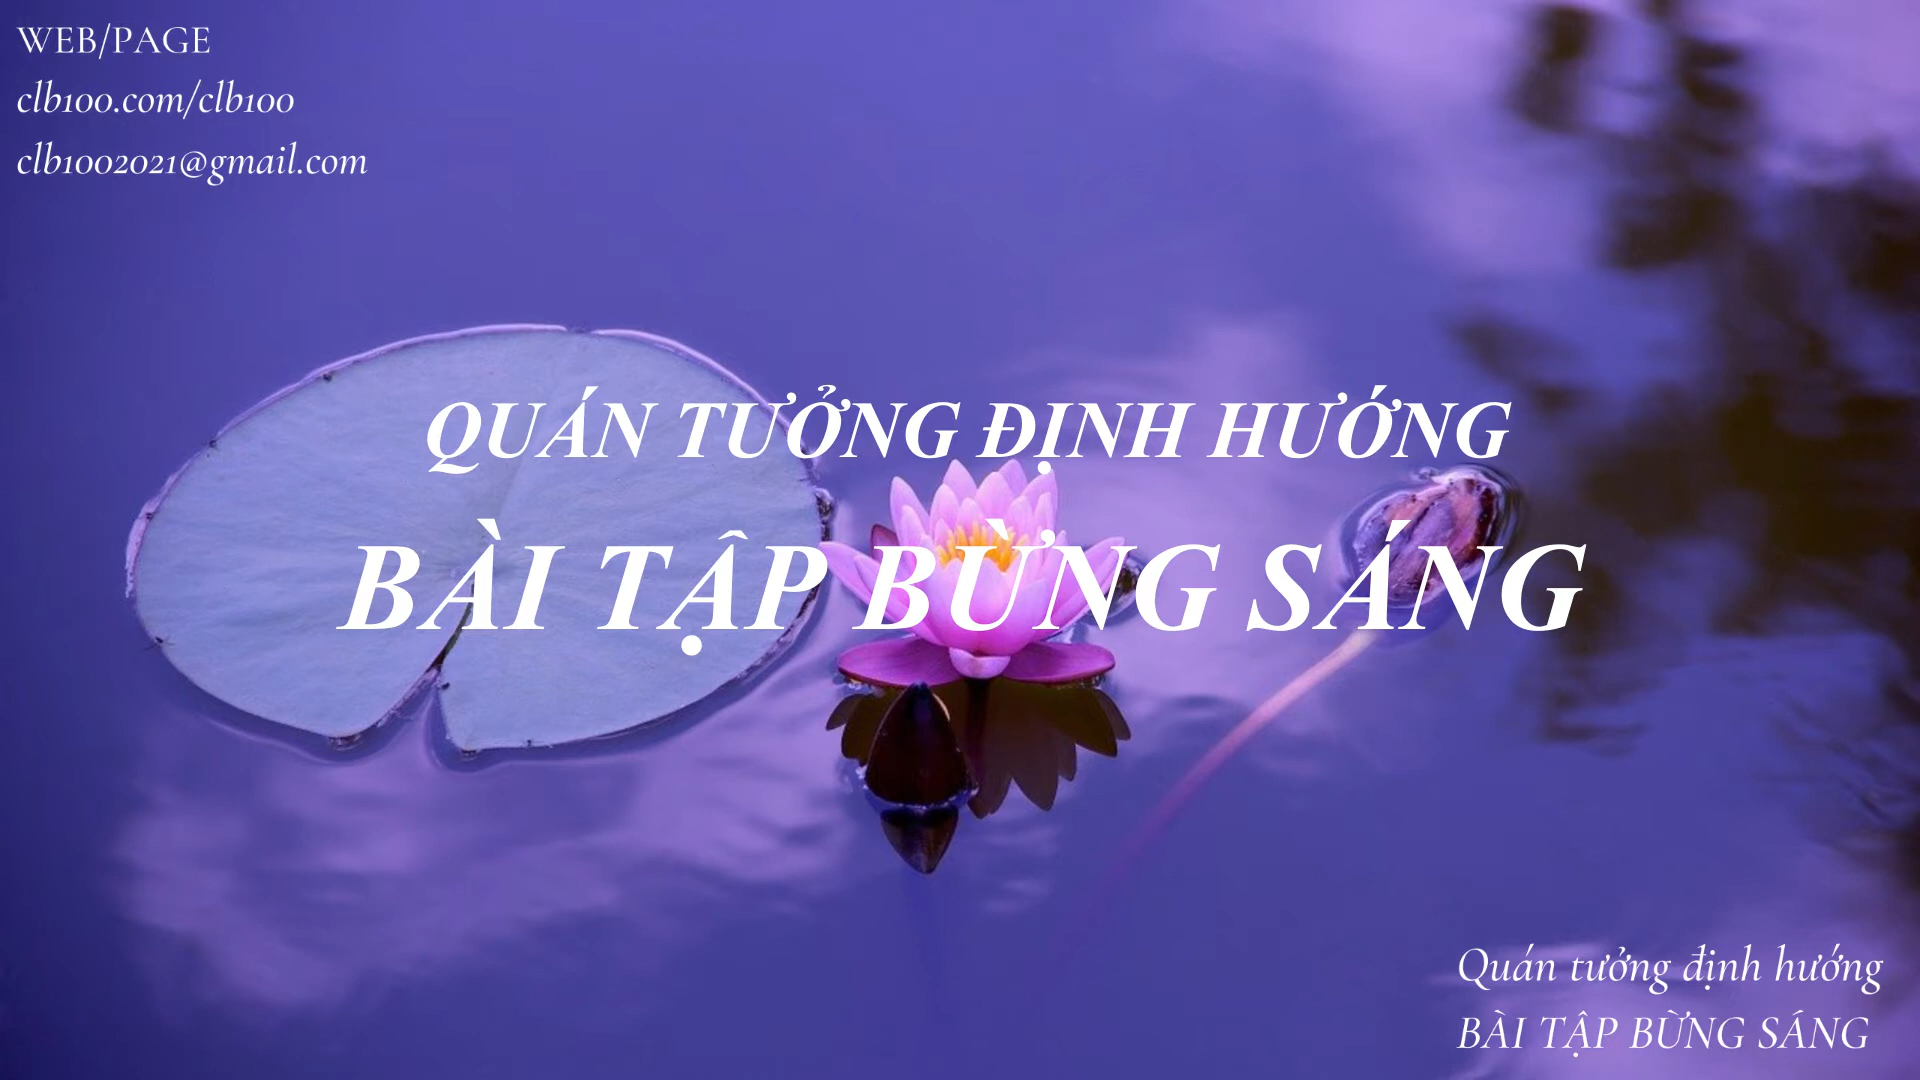 WEB/PAGE
clb100.com/clb100
clb1002021@gmail.com
QUÁN TƯỞNG ĐỊNH HƯỚNG
BÀI TẬP BỪNG SÁNG
Quán tưởng định hướng
BÀI TẬP BỪNG SÁNG